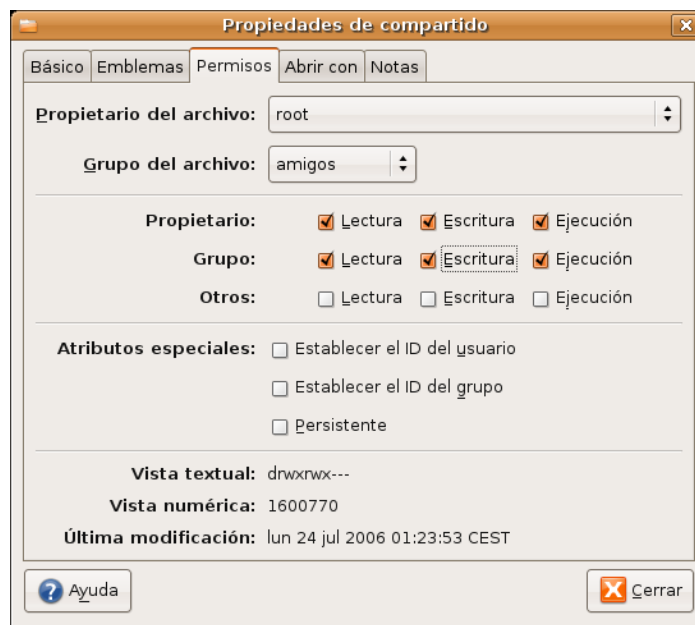 Propiedades de compartido
Básico Emblemas Permisos Abrir con Notas
Propietario del archivo: root
Grupo del archivo: amigos
Propietario: Lectura Escritura Ejecución
Grupo: Lectura Escritura Ejecución
Otros: Lectura Escritura Ejecución
Atributos especiales: Establecer el ID del usuario
Establecer el ID del grupo
Persistente
Vista textual: drwxrwx---
Vista numérica: 1600770
Última modificación: lun 24 jul 2006 01:23:53 CEST
Ayuda Cerrar